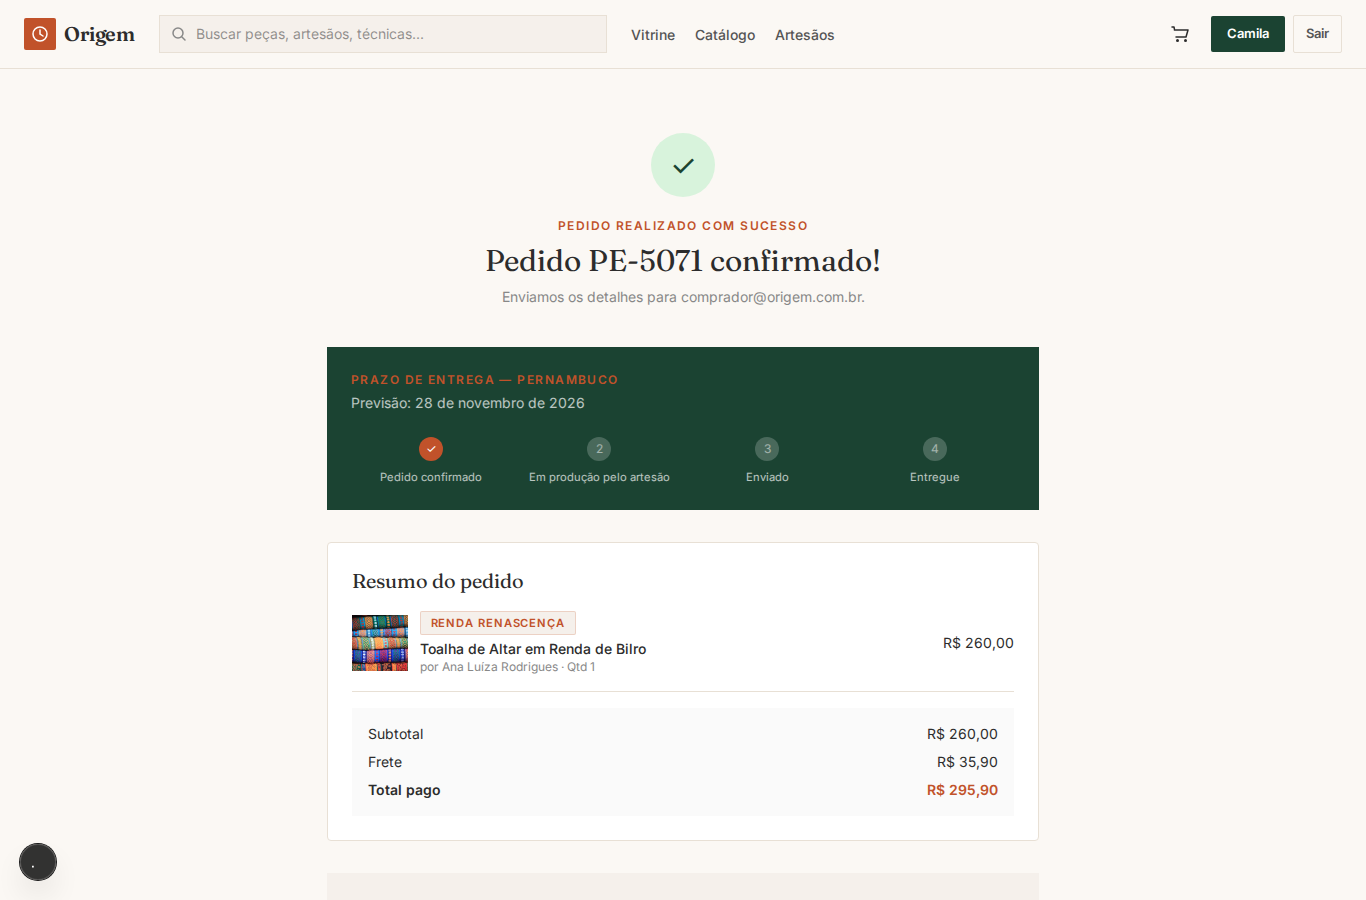 Origem
Buscar peças, artesãos, técnicas...
Vitrine
Catálogo
Artesãos
Camila
Sair
PEDIDO REALIZADO COM SUCESSO
Pedido PE-5071 confirmado!
Enviamos os detalhes para comprador@origem.com.br.
PRAZO DE ENTREGA — PERNAMBUCO
Previsão: 28 de novembro de 2026
2
3
4
Pedido confirmado
Em produção pelo artesão
Enviado
Entregue
Resumo do pedido
RENDA RENASCENÇA
Toalha de Altar em Renda de Bilro
por Ana Luíza Rodrigues · Qtd 1
R$ 260,00
Subtotal R$ 260,00
Frete R$ 35,90
Total pago R$ 295,90